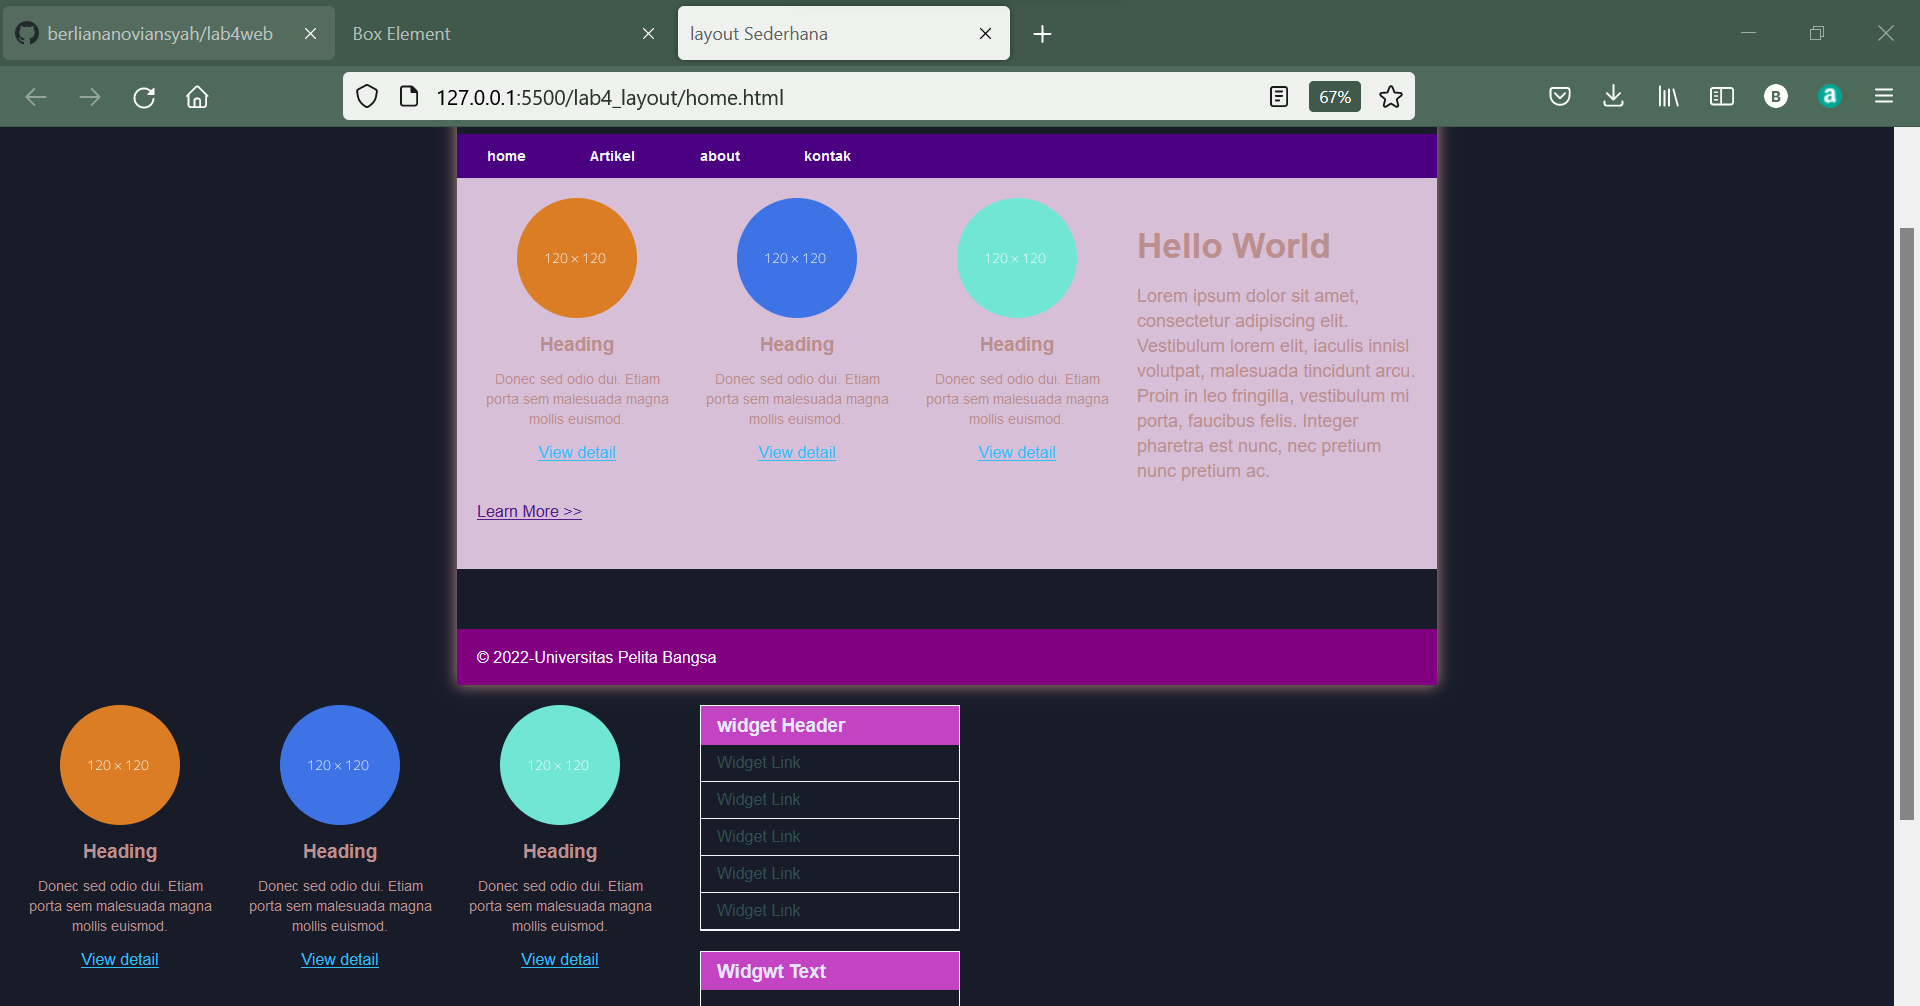 berliananoviansyah/lab4web
Box Element
layout Sederhana
127.0.0.1:5500/lab4_layout/home.html
67%
B
a
home Artikel about kontak
120 × 120
Heading
Donec sed odio dui. Etiam
porta sem malesuada magna
mollis euismod.
View detail
120 × 120
Heading
Donec sed odio dui. Etiam
porta sem malesuada magna
mollis euismod.
View detail
120 × 120
Heading
Donec sed odio dui. Etiam
porta sem malesuada magna
mollis euismod.
View detail
Hello World
Lorem ipsum dolor sit amet,
consectetur adipiscing elit.
Vestibulum lorem elit, iaculis innisl
volutpat, malesuada tincidunt arcu.
Proin in leo fringilla, vestibulum mi
porta, faucibus felis. Integer
pharetra est nunc, nec pretium
nunc pretium ac.
Learn More >>
© 2022-Universitas Pelita Bangsa
120 × 120
Heading
Donec sed odio dui. Etiam
porta sem malesuada magna
mollis euismod.
View detail
120 × 120
Heading
Donec sed odio dui. Etiam
porta sem malesuada magna
mollis euismod.
View detail
120 × 120
Heading
Donec sed odio dui. Etiam
porta sem malesuada magna
mollis euismod.
View detail
widget Header
Widget Link
Widget Link
Widget Link
Widget Link
Widget Link
Widgwt Text